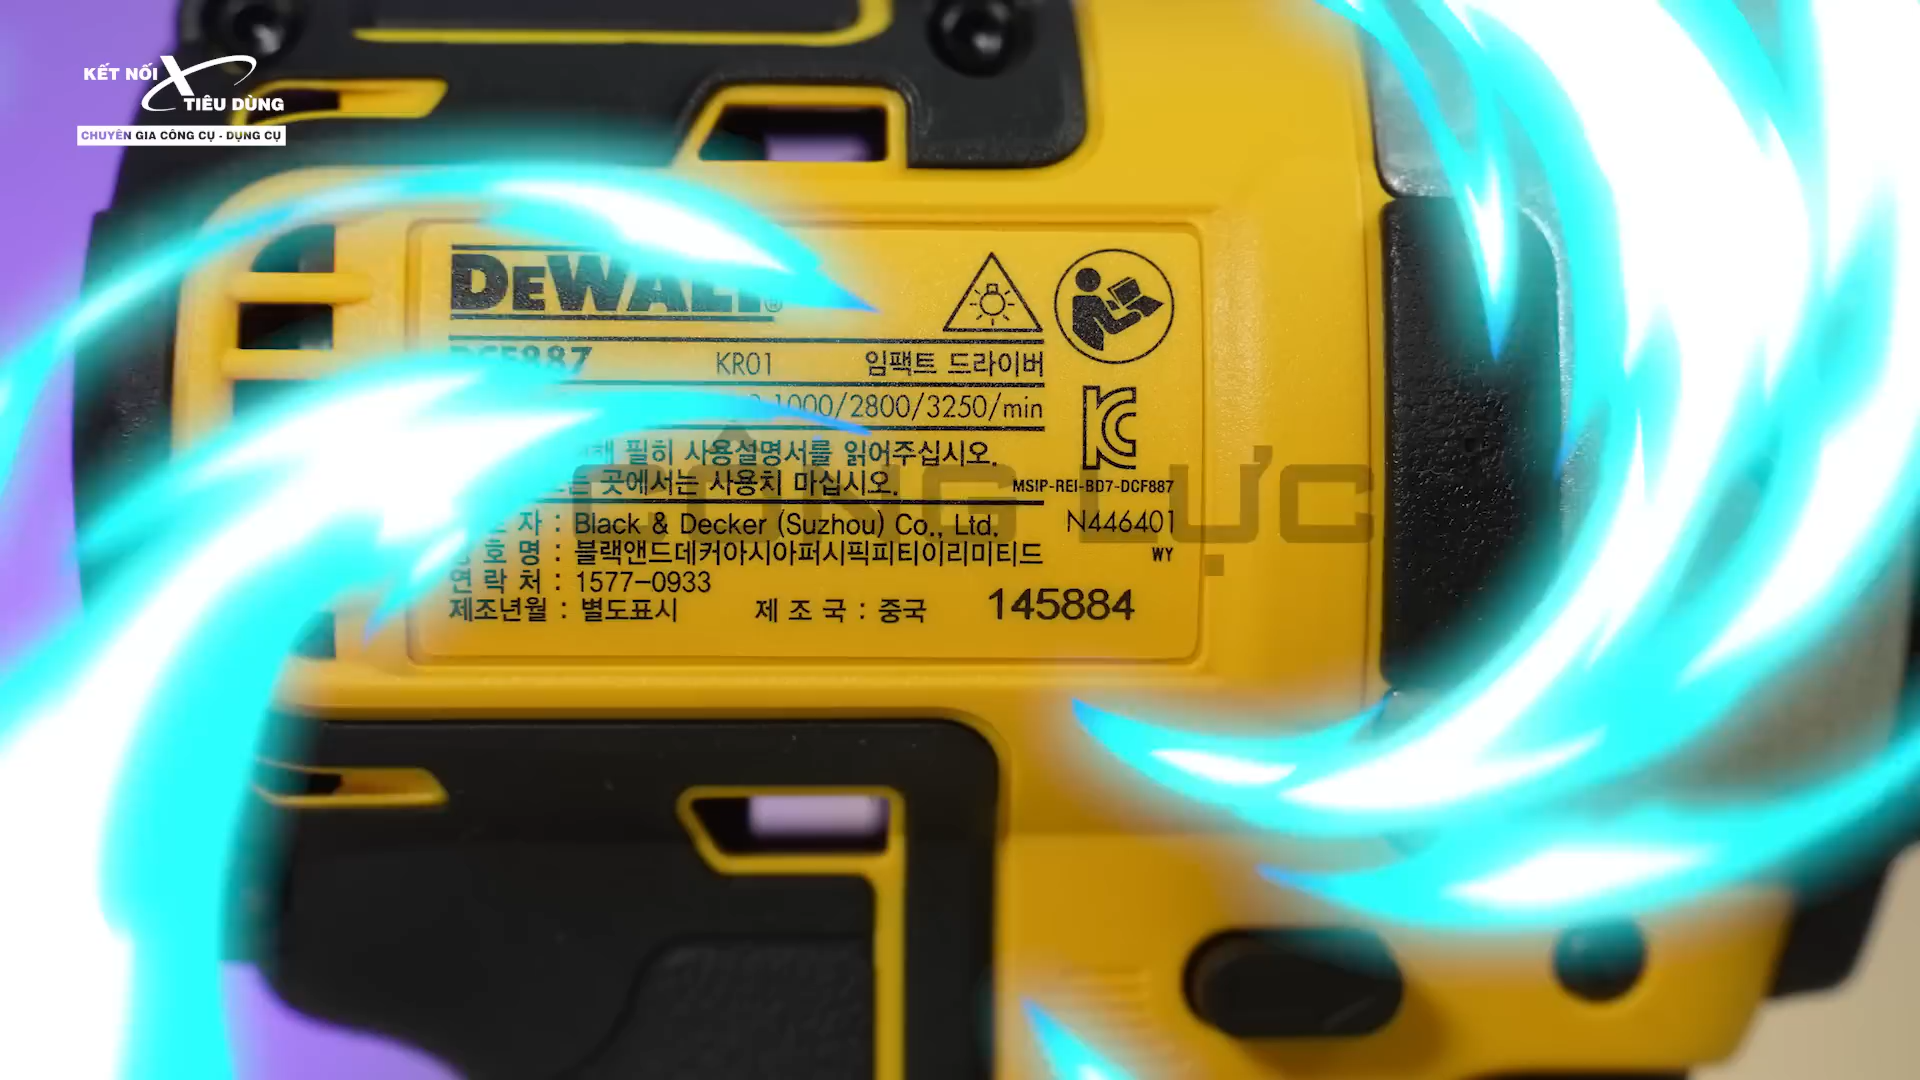 KẾT NỐI
TIÊU DÙNG
CHUYÊN GIA CÔNG CỤ - DỤNG CỤ
DEWALT®
DCF887 KR01 임팩트 드라이버
1000/2800/3250/min
필히 사용설명서를 읽어주십시오.
곳에서는 사용치 마십시오.
CÔNG LỰC
MSIP-REI-BD7-DCF887
자 : Black & Decker (Suzhou) Co., Ltd. N446401
호 명 : 블랙앤드데커아시아퍼시픽피티이리미티드 WY
연 락 처 : 1577-0933
제조년월 : 별도표시 제 조 국 : 중국 145884